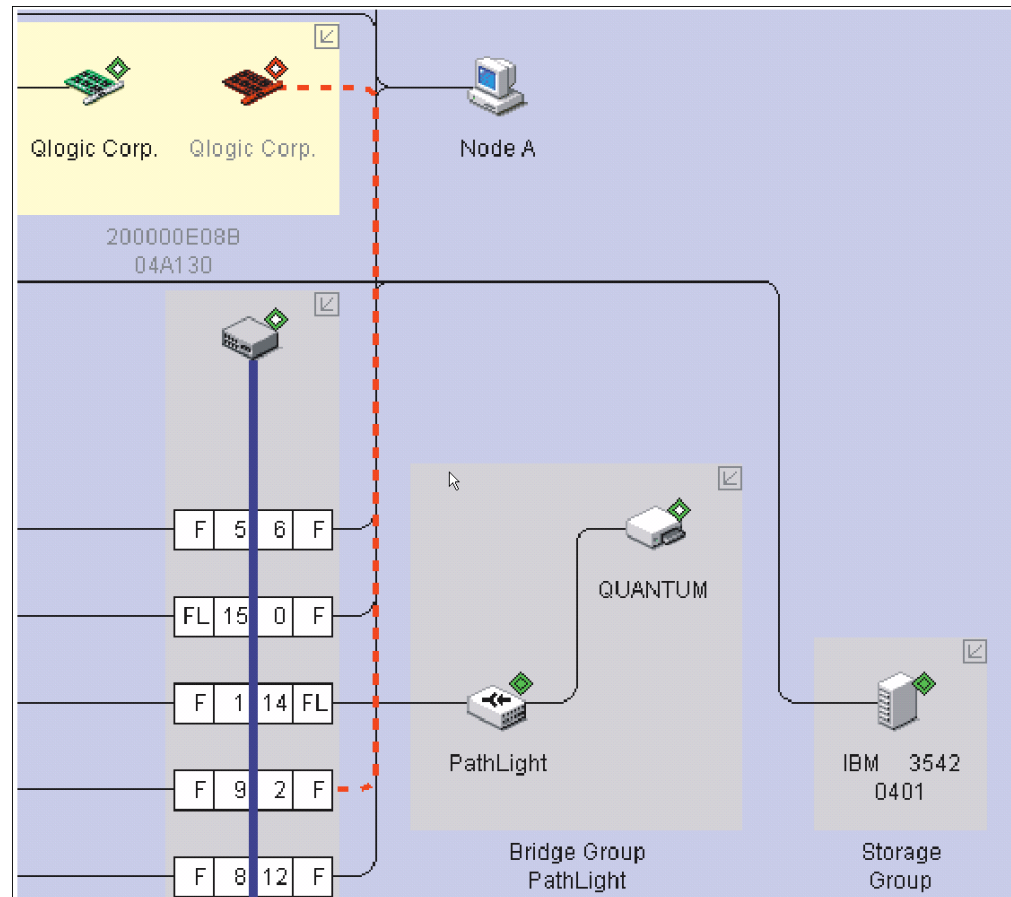 Qlogic Corp. Qlogic Corp.
Node A
200000E08B
04A130
F 5 6 F
QUANTUM
FL 15 0 F
F 1 14 FL
PathLight
IBM 3542
0401
F 9 2 F
Bridge Group
PathLight
Storage
Group
F 8 12 F